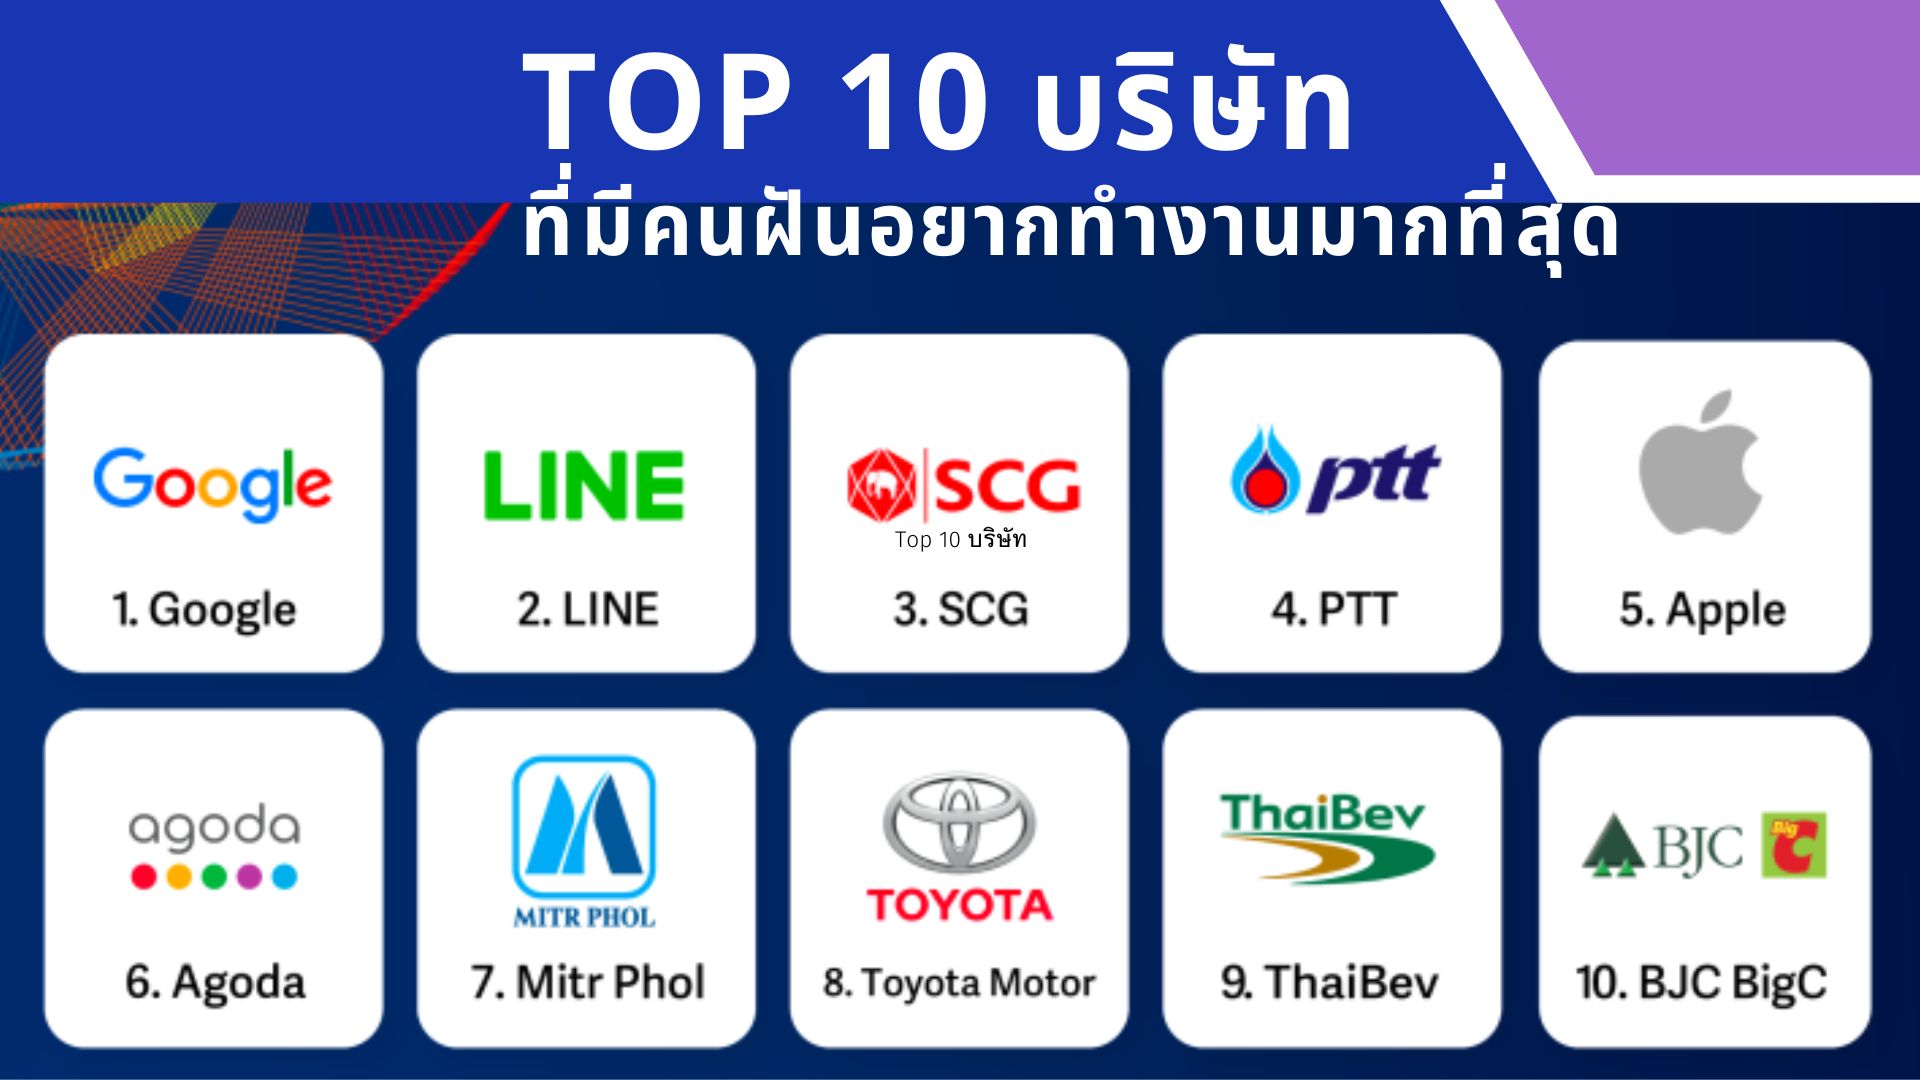 TOP 10 บริษัท
ที่มีคนฝันอยากทำงานมากที่สุด
Google
LINE
SCG
ptt
Top 10 บริษัท
1. Google
2. LINE
3. SCG
4. PTT
5. Apple
agoda
MITR PHOL
TOYOTA
ThaiBev
BJC
Big C
6. Agoda
7. Mitr Phol
8. Toyota Motor
9. ThaiBev
10. BJC BigC